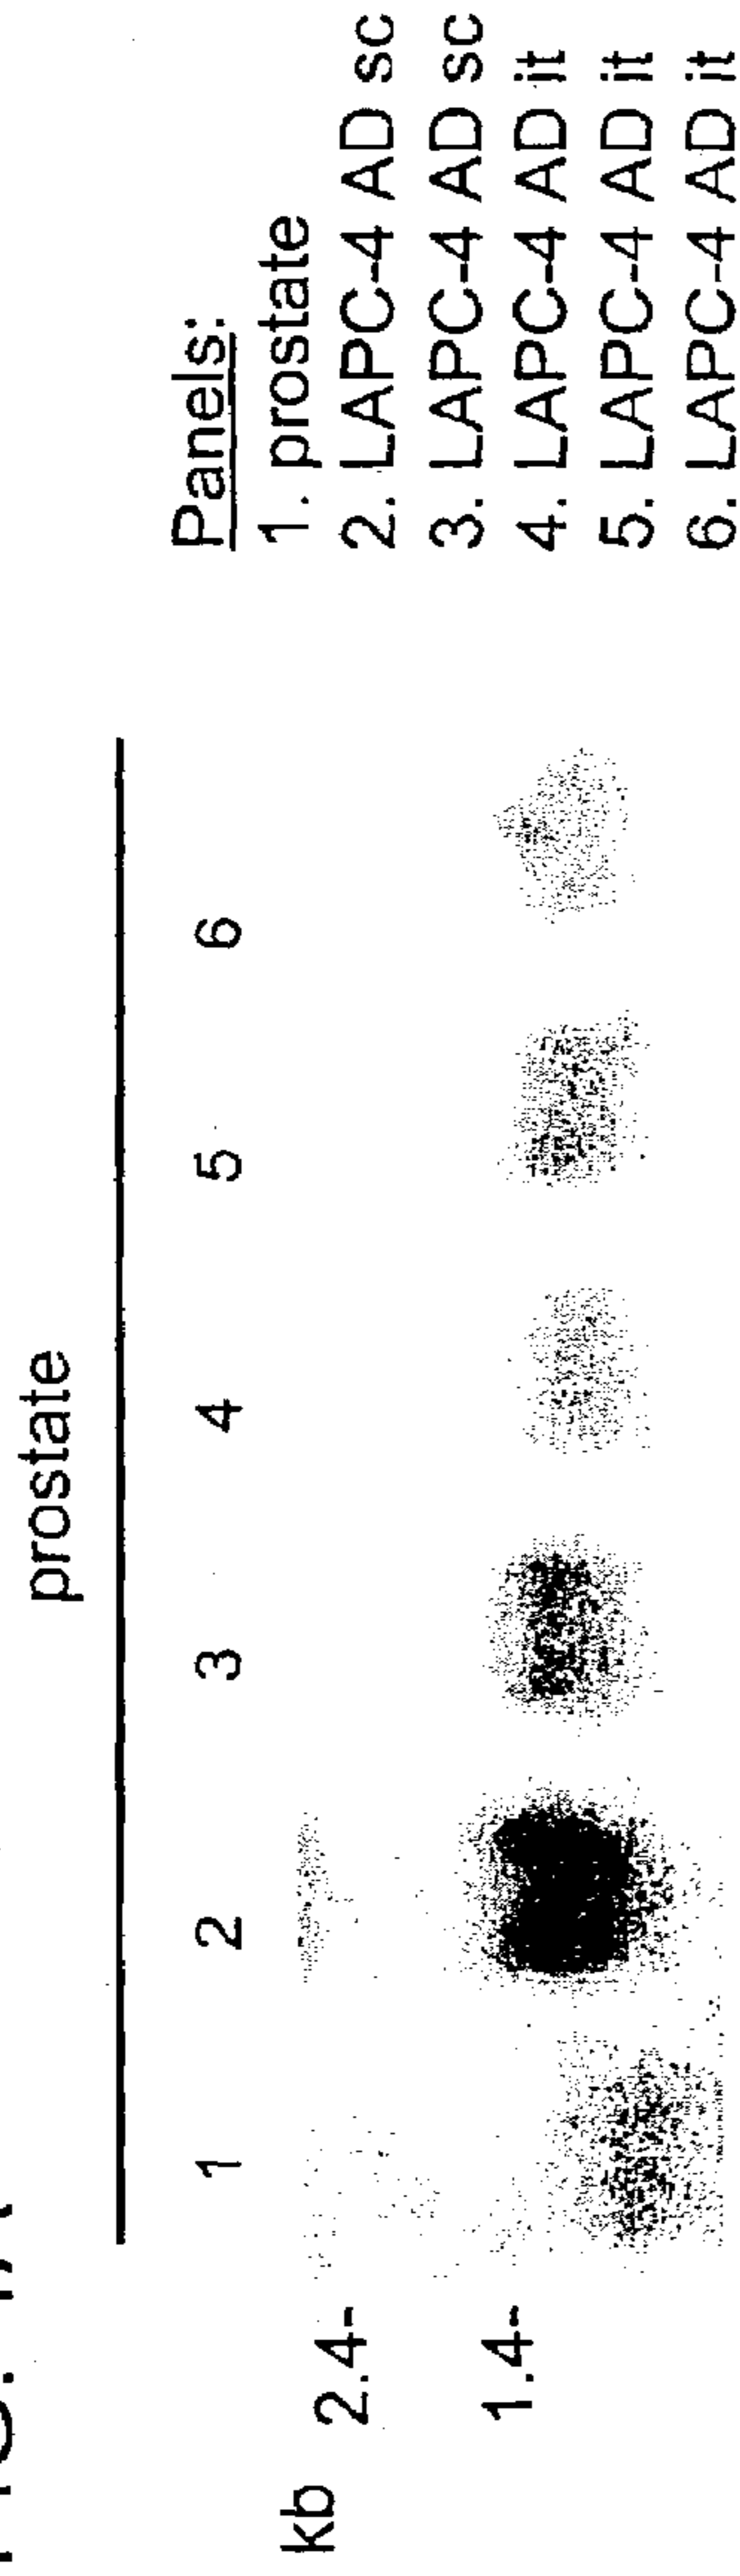 prostate
1 2 3 4 5 6
kb
2.4-
1.4-
Panels:
1. prostate
2. LAPC-4 AD sc
3. LAPC-4 AD sc
4. LAPC-4 AD it
5. LAPC-4 AD it
6. LAPC-4 AD it